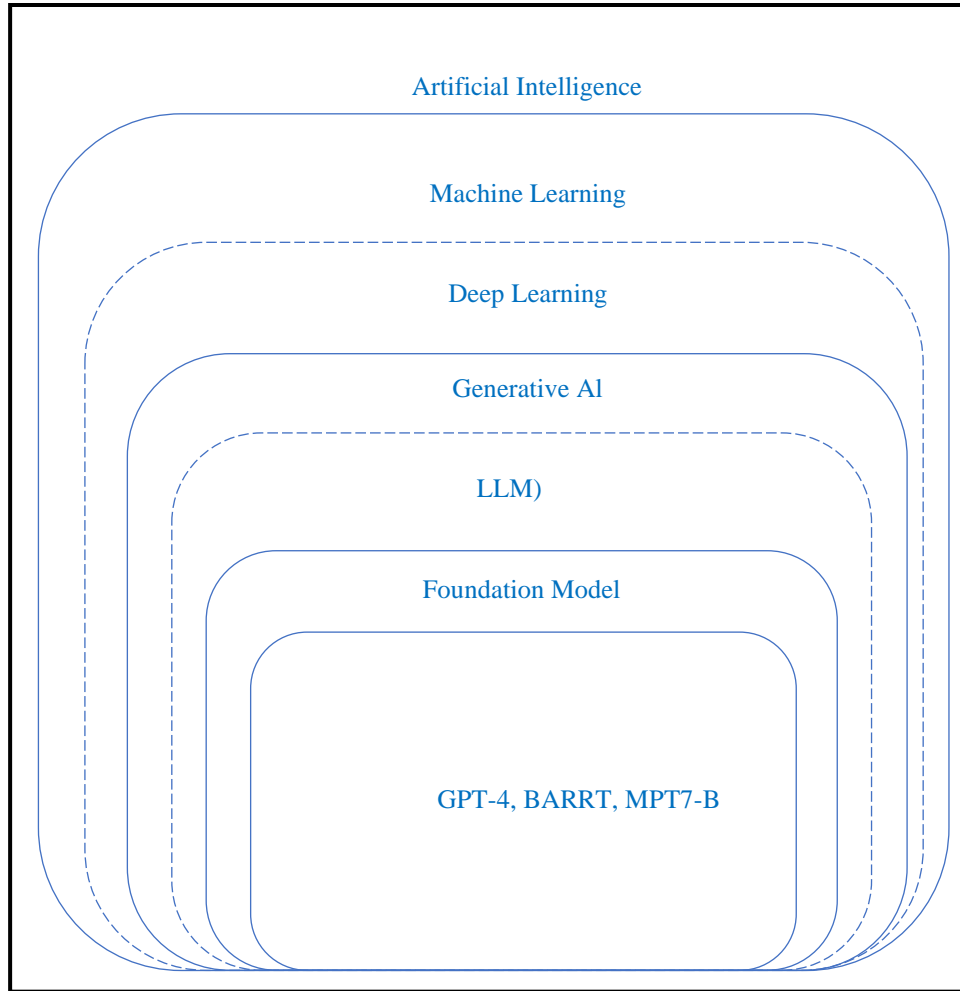 Artificial Intelligence
Machine Learning
Deep Learning
Generative Al
LLM)
Foundation Model
GPT-4, BARRT, MPT7-B